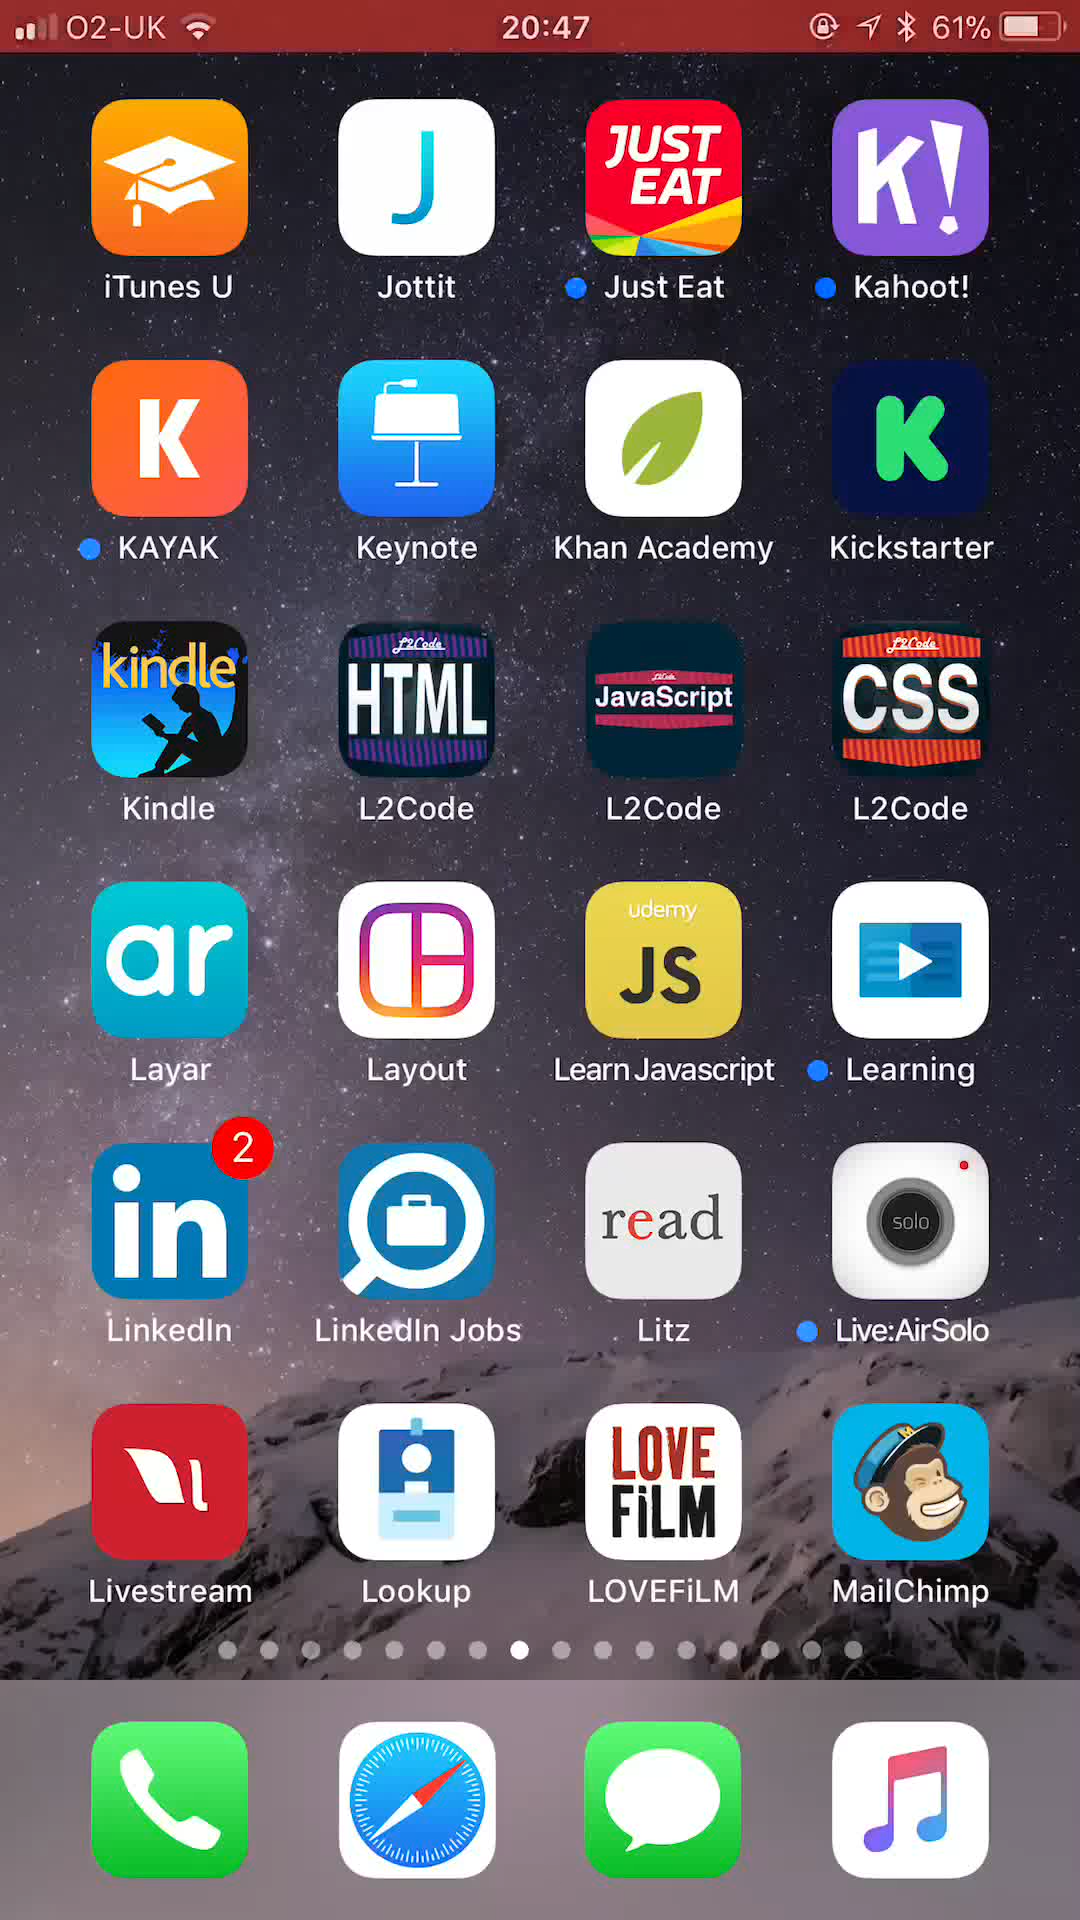 O2-UK 20:47 61%
JUST
EAT
K!
iTunes U Jottit Just Eat Kahoot!
K K
KAYAK Keynote Khan Academy Kickstarter
kindle L2Code HTML L2Code JavaScript L2Code CSS
Kindle L2Code L2Code L2Code
ar udemy JS
Layar Layout Learn Javascript Learning
2
in read solo
LinkedIn LinkedIn Jobs Litz Live:AirSolo
LOVE
FiLM
Livestream Lookup LOVEFiLM MailChimp